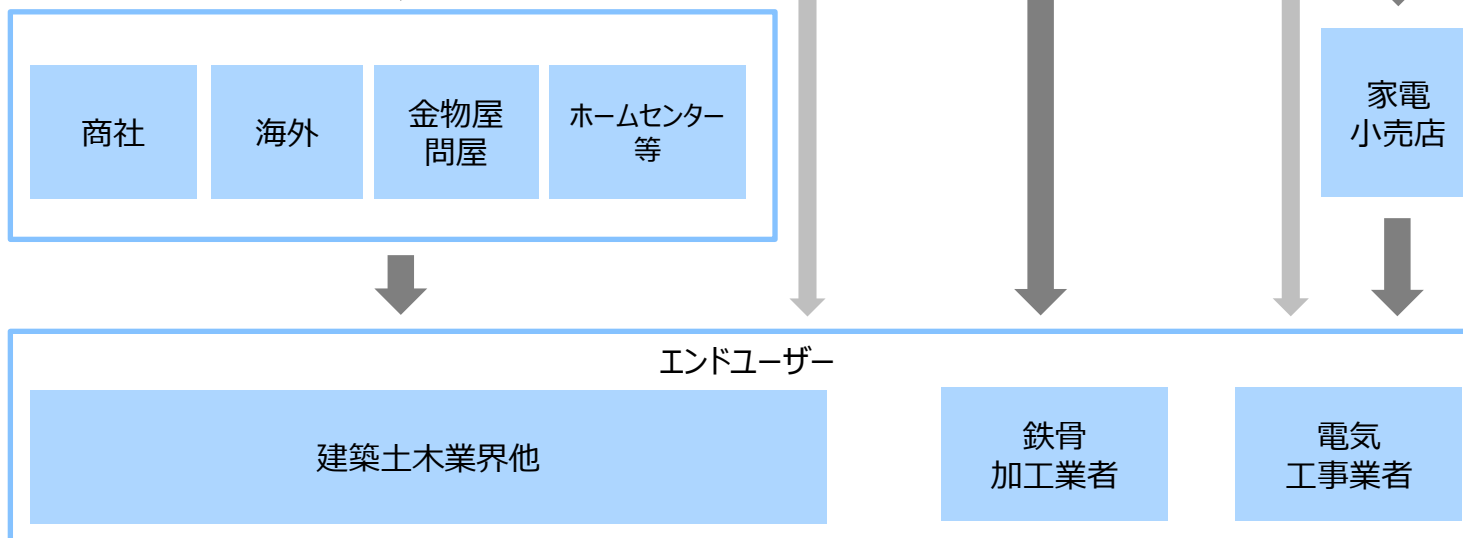 商社
海外
金物屋
問屋
ホームセンター
等
家電
小売店
エンドユーザー
建築土木業界他
鉄骨
加工業者
電気
工事業者